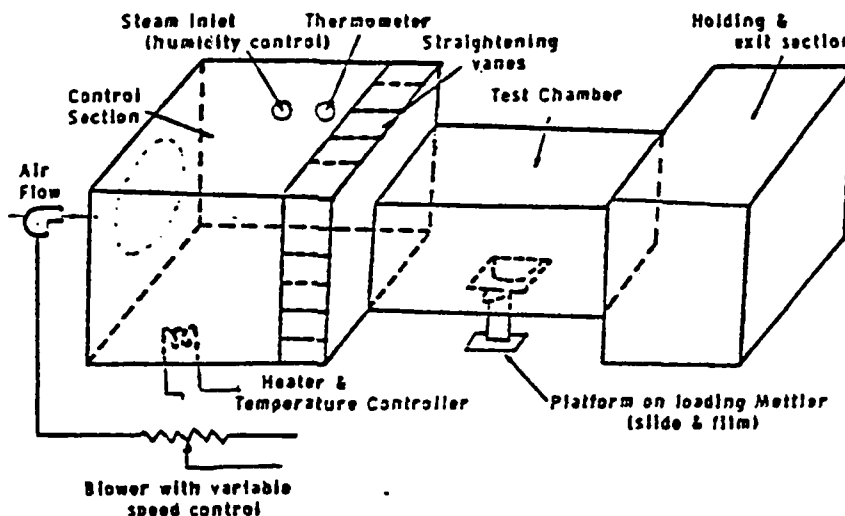 Steam Inlet
(humidity control)
Thermometer
Straightening
vanes
Holding &
exit section
Control
Section
Test Chamber
Air
Flow
Heater &
Temperature Controller
Platform on loading Mettler
(slide & film)
Blower with variable
speed control